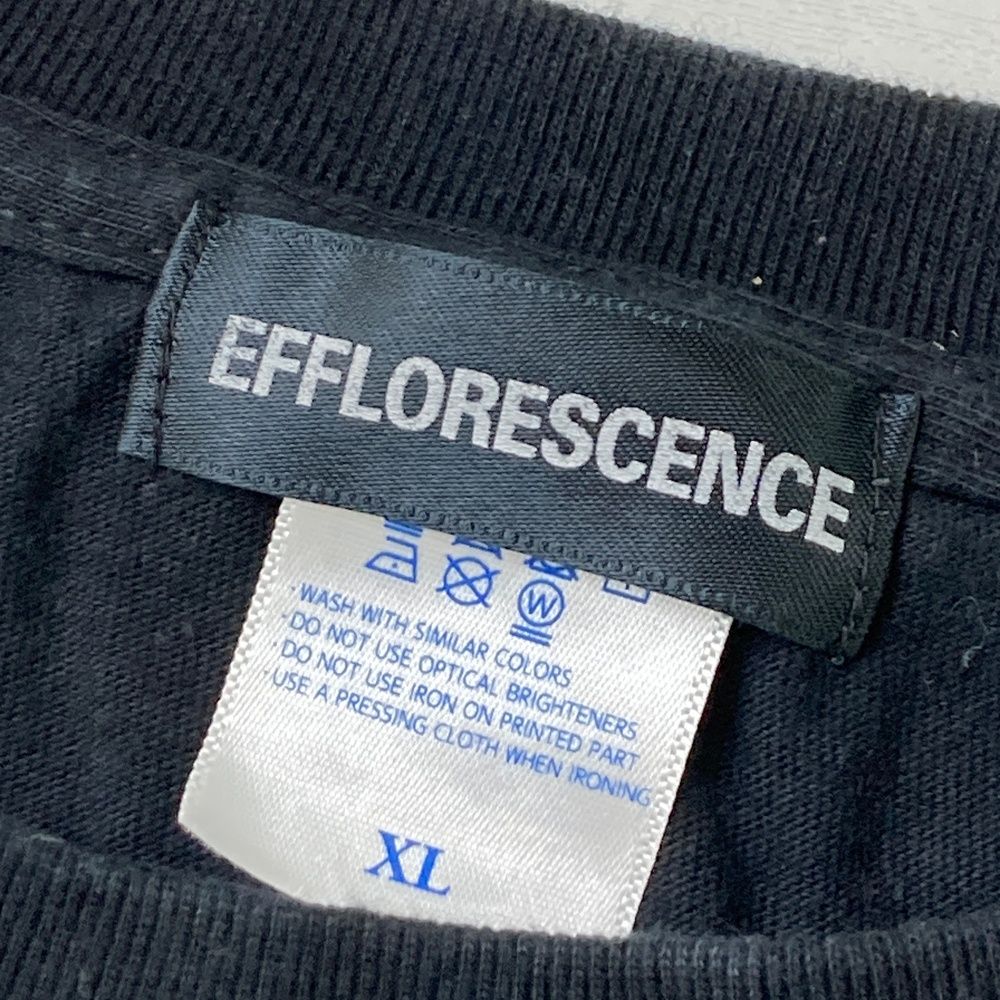 EFFLORESCENCE
W
・WASH WITH SIMILAR COLORS
・DO NOT USE OPTICAL BRIGHTENERS
・DO NOT USE IRON ON PRINTED PART
・USE A PRESSING CLOTH WHEN IRONING
XL